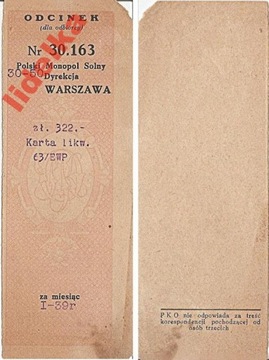 ODCINEK
(dla odbiorcy)
Nr 30.163
Polski Monopol Solny
Dyrekcja
WARSZAWA
zł. 322.-
Karta likw.
63/EWP
za miesiąc
I-39r
P K O nie odpowiada za treść
korespondencji pochodzącej od
osób trzecich